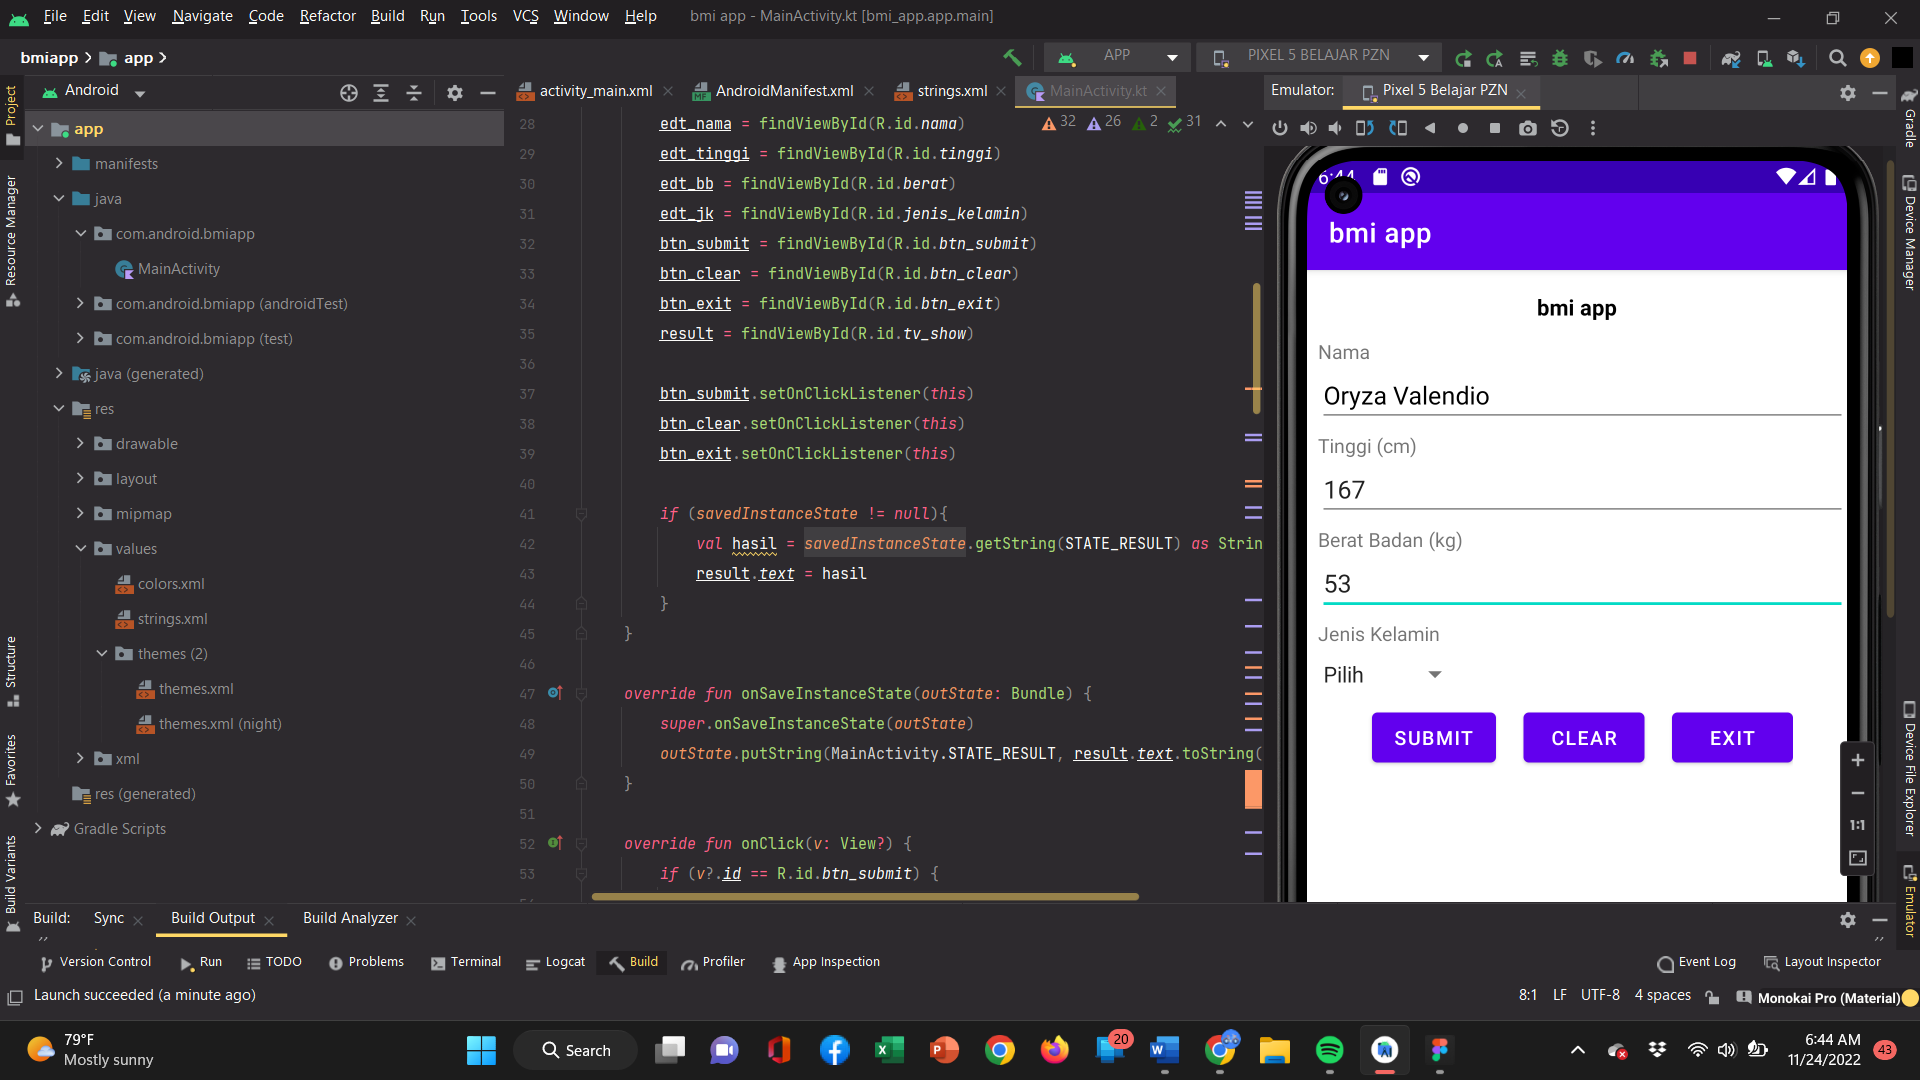 File Edit View Navigate Code Refactor Build Run Tools VCS Window Help bmi app - MainActivity.kt [bmi_app.app.main]
bmiapp app APP PIXEL 5 BELAJAR PZN
Android
app
manifests
java
com.android.bmiapp
MainActivity
com.android.bmiapp (androidTest)
com.android.bmiapp (test)
java (generated)
res
drawable
layout
mipmap
values
colors.xml
strings.xml
themes (2)
themes.xml
themes.xml (night)
xml
res (generated)
Gradle Scripts
Project
Resource Manager
Structure
Favorites
Build Variants
activity_main.xml AndroidManifest.xml strings.xml MainActivity.kt
32 26 2 31
28 edt_nama = findViewById(R.id.nama)
29 edt_tinggi = findViewById(R.id.tinggi)
30 edt_bb = findViewById(R.id.berat)
31 edt_jk = findViewById(R.id.jenis_kelamin)
32 btn_submit = findViewById(R.id.btn_submit)
33 btn_clear = findViewById(R.id.btn_clear)
34 btn_exit = findViewById(R.id.btn_exit)
35 result = findViewById(R.id.tv_show)
36
37 btn_submit.setOnClickListener(this)
38 btn_clear.setOnClickListener(this)
39 btn_exit.setOnClickListener(this)
40
41 if (savedInstanceState != null){
42 val hasil = savedInstanceState.getString(STATE_RESULT) as Strin
43 result.text = hasil
44 }
45 }
46
47 override fun onSaveInstanceState(outState: Bundle) {
48 super.onSaveInstanceState(outState)
49 outState.putString(MainActivity.STATE_RESULT, result.text.toString(
50 }
51
52 override fun onClick(v: View?) {
53 if (v?.id == R.id.btn_submit) {
Emulator: Pixel 5 Belajar PZN
6:44
bmi app
bmi app
Nama
Oryza Valendio
Tinggi (cm)
167
Berat Badan (kg)
53
Jenis Kelamin
Pilih
SUBMIT CLEAR EXIT
1:1
Gradle
Device Manager
Device File Explorer
Emulator
Build: Sync Build Output Build Analyzer
Version Control Run TODO Problems Terminal Logcat Build Profiler App Inspection Event Log Layout Inspector
Launch succeeded (a minute ago) 8:1 LF UTF-8 4 spaces Monokai Pro (Material)
79°F
Mostly sunny
Search
20
6:44 AM
11/24/2022
43